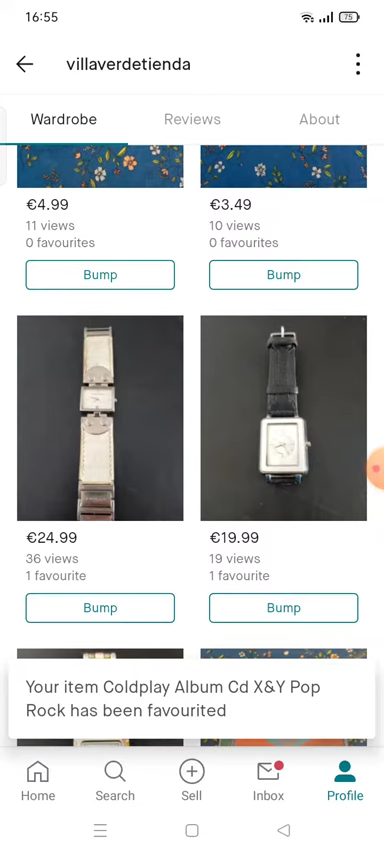 16:55
75
villaverdetienda
Wardrobe
Reviews
About
€4.99
11 views
0 favourites
Bump
€3.49
10 views
0 favourites
Bump
€24.99
36 views
1 favourite
Bump
€19.99
19 views
1 favourite
Bump
Your item Coldplay Album Cd X&Y Pop
Rock has been favourited
Home
Search
Sell
Inbox
Profile